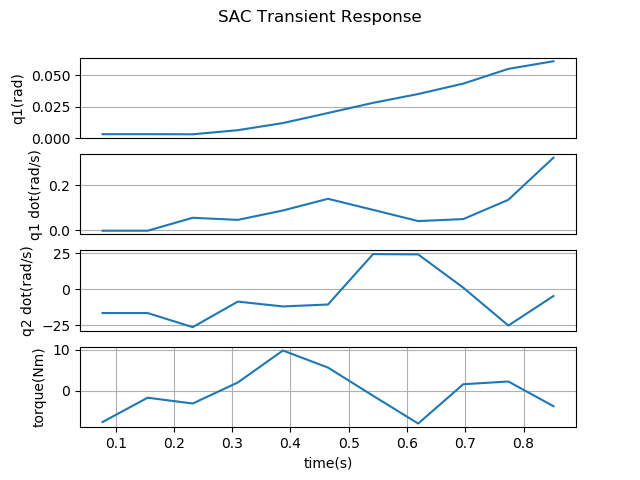 SAC Transient Response
q1(rad)
0.050
0.025
0.000
q1 dot(rad/s)
0.2
0.0
q2 dot(rad/s)
25
0
−25
torque(Nm)
10
0
0.1 0.2 0.3 0.4 0.5 0.6 0.7 0.8
time(s)